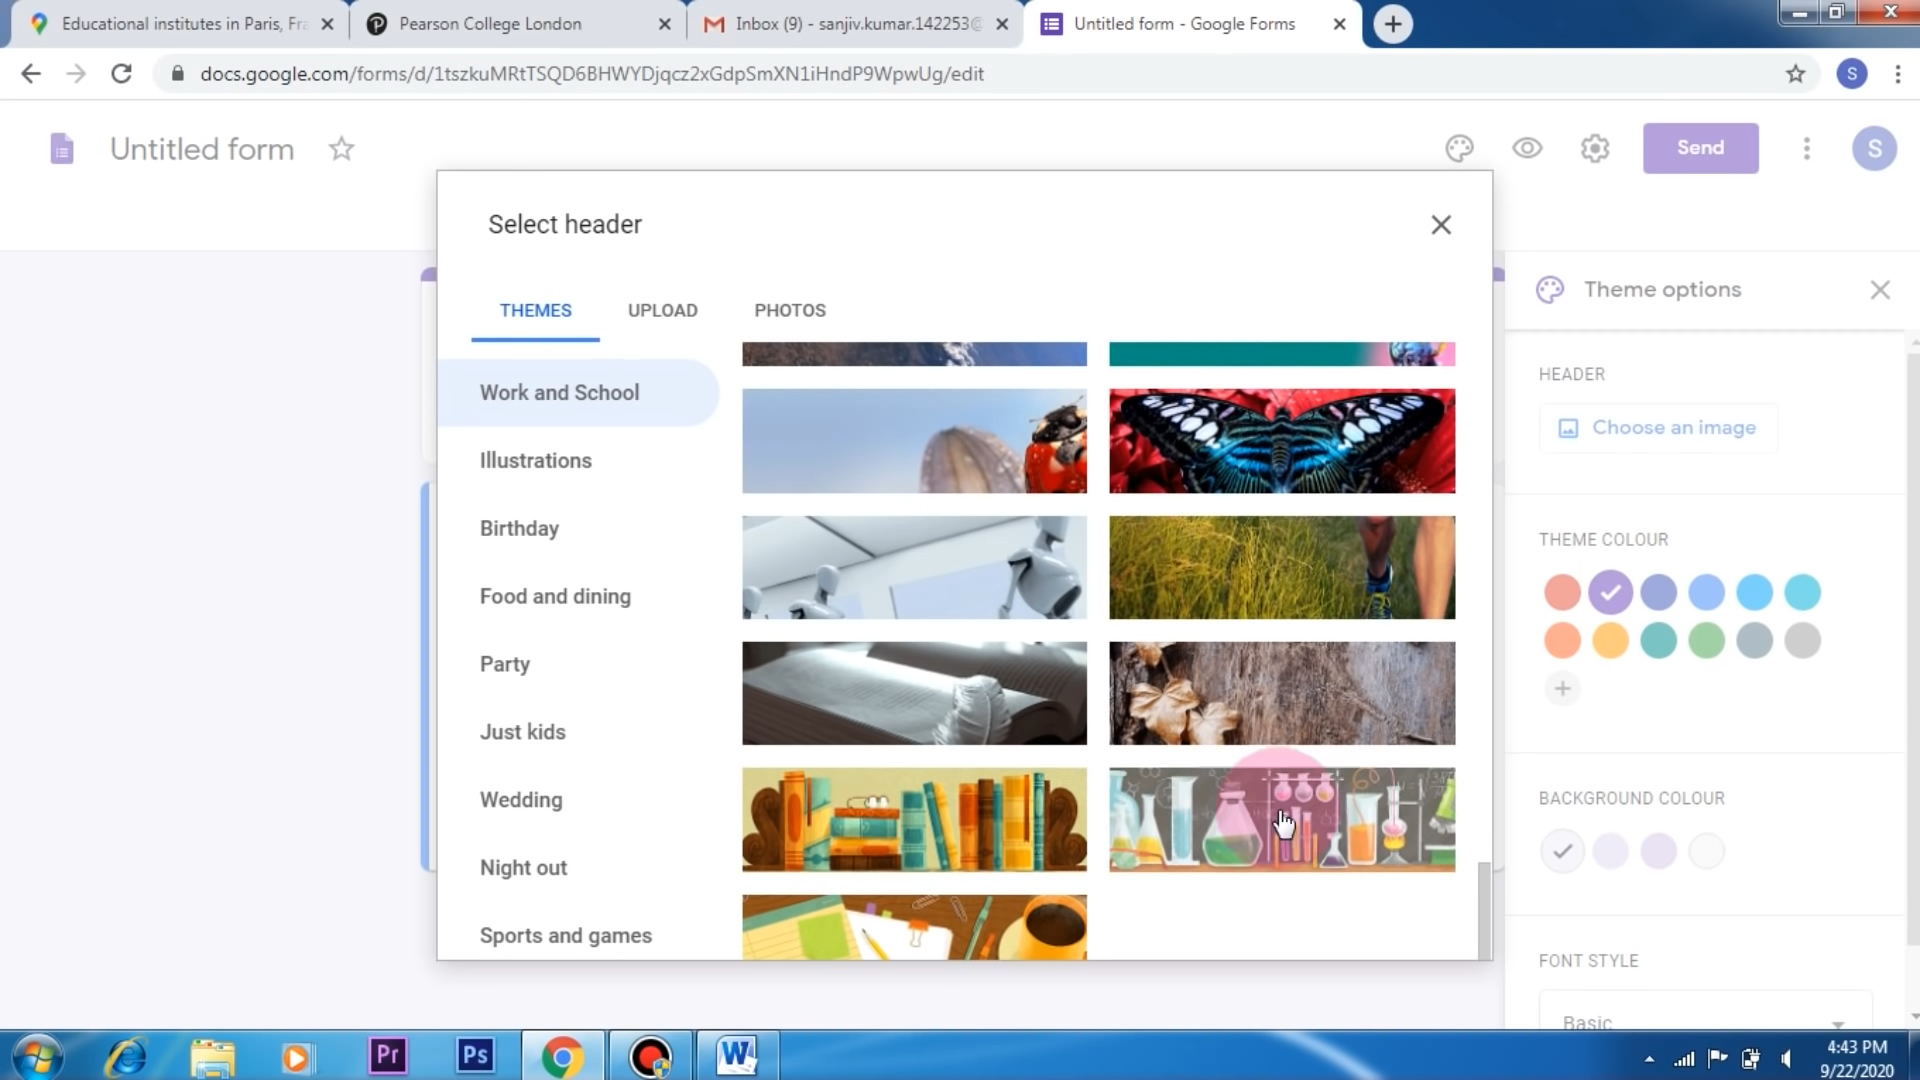 Educational institutes in Paris, Fra
Pearson College London
Inbox (9) - sanjiv.kumar.142253@
Untitled form - Google Forms
docs.google.com/forms/d/1tszkuMRtTSQD6BHWYDjqcz2xGdpSmXN1iHndP9WpwUg/edit
S
Untitled form
Send
S
Select header
THEMES
UPLOAD
PHOTOS
Work and School
Illustrations
Birthday
Food and dining
Party
Just kids
Wedding
Night out
Sports and games
Theme options
HEADER
Choose an image
THEME COLOUR
BACKGROUND COLOUR
FONT STYLE
Basic
Pr
Ps
W
4:43 PM
9/22/2020